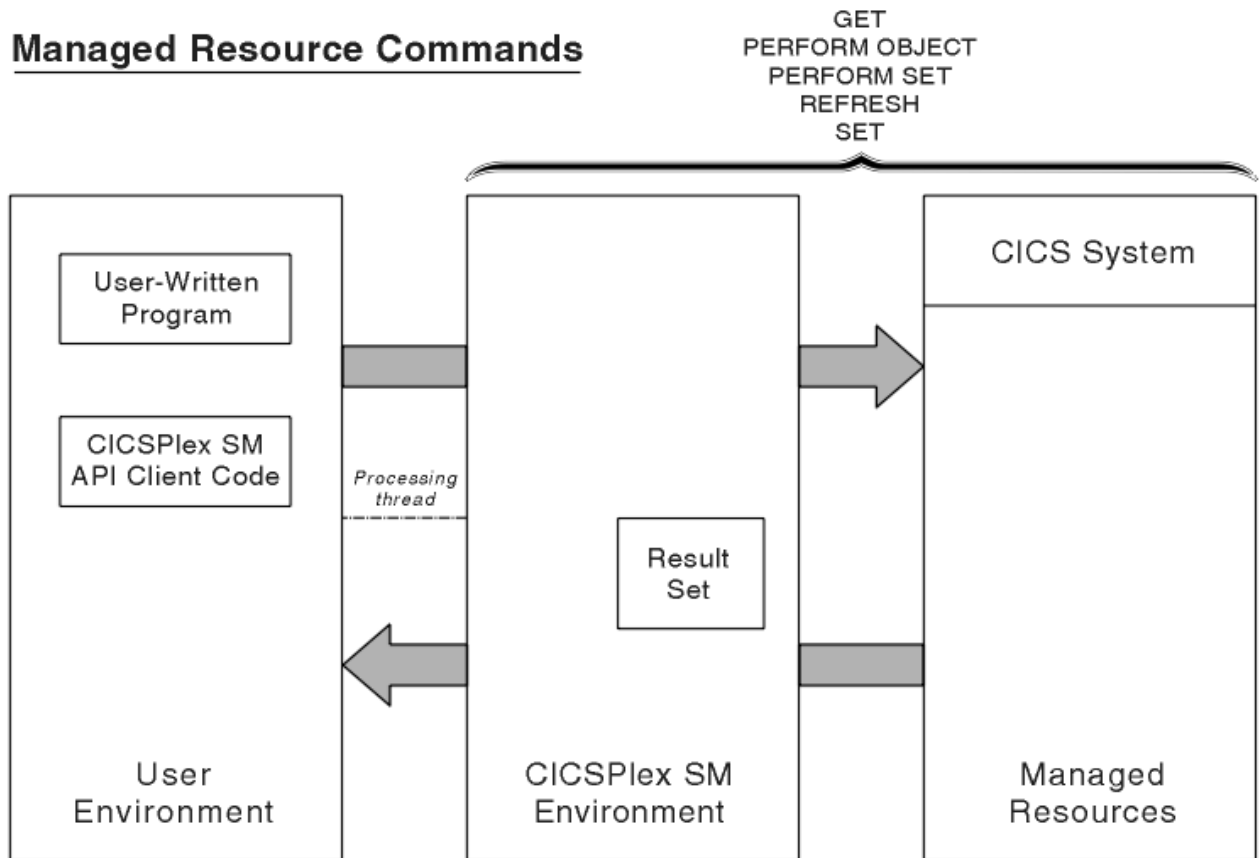 Managed Resource Commands
GET
PERFORM OBJECT
PERFORM SET
REFRESH
SET
User-Written
Program
CICSPlex SM
API Client Code
User
Environment
Processing
thread
Result
Set
CICSPlex SM
Environment
CICS System
Managed
Resources